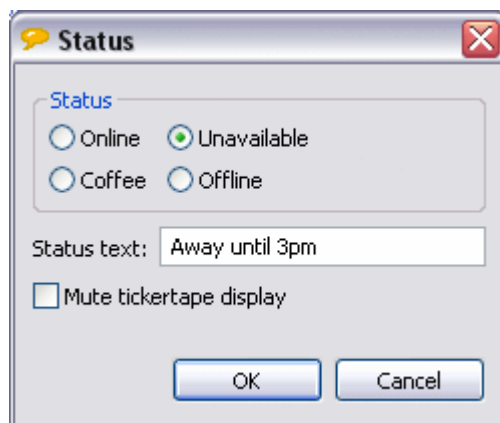 Status
Status
Online Unavailable
Coffee Offline
Status text: Away until 3pm
Mute tickertape display
OK Cancel